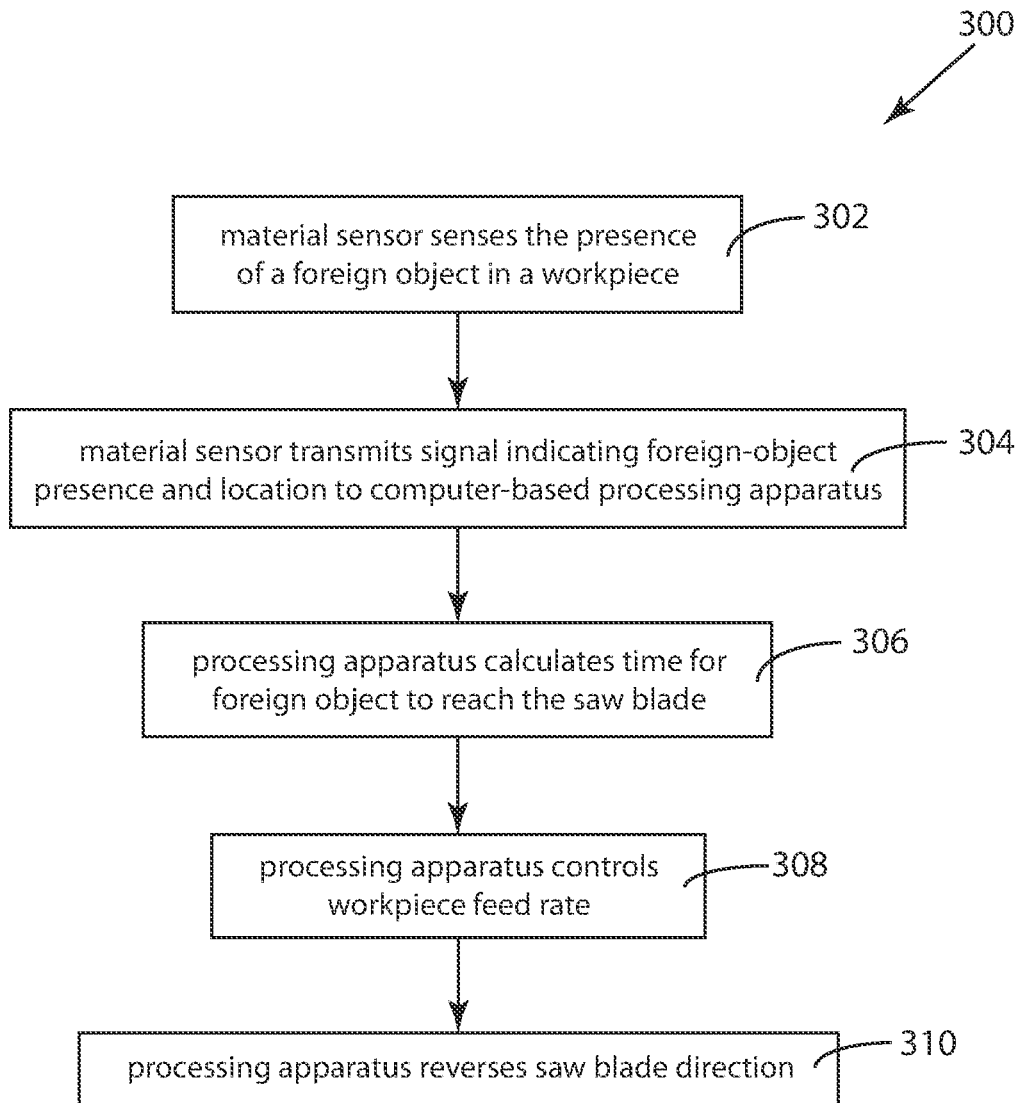 300
material sensor senses the presence
of a foreign object in a workpiece
302
material sensor transmits signal indicating foreign-object
presence and location to computer-based processing apparatus
304
processing apparatus calculates time for
foreign object to reach the saw blade
306
processing apparatus controls
workpiece feed rate
308
processing apparatus reverses saw blade direction
310